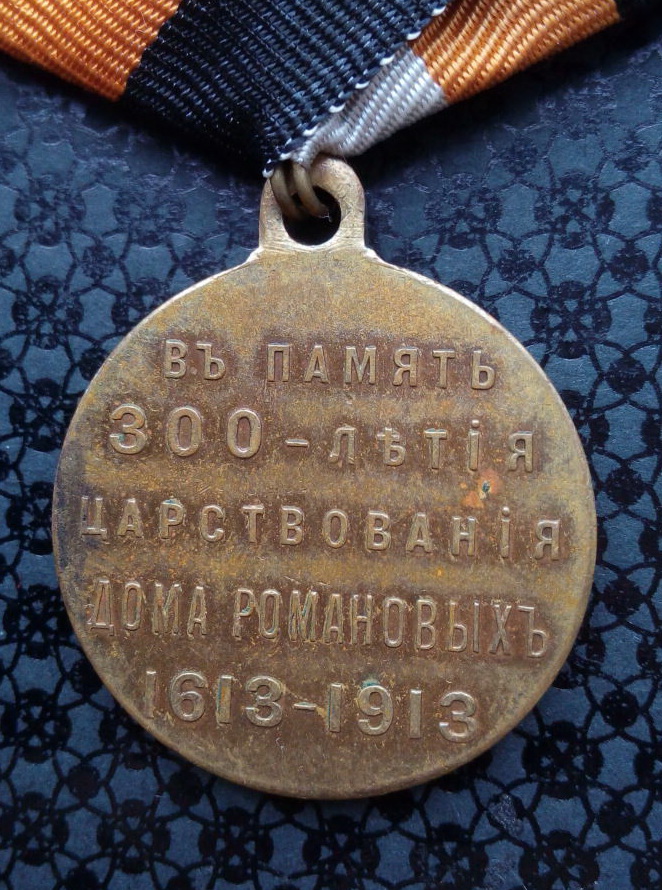 ВЪ ПАМЯТЬ
300-ЛѢТІЯ
ЦАРСТВОВАНІЯ
ДОМА РОМАНОВЫХЪ
1613-1913